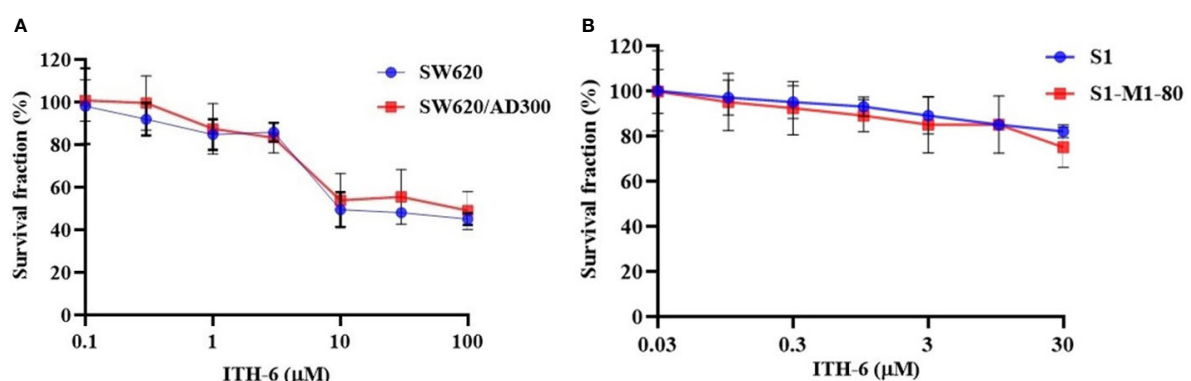 A
Survival fraction (%)
120
100
80
60
40
20
0
0.1
1
10
100
ITH-6 (μM)
SW620
SW620/AD300
B
Survival fraction (%)
120
100
80
60
40
20
0
0.03
0.3
3
30
ITH-6 (μM)
S1
S1-M1-80